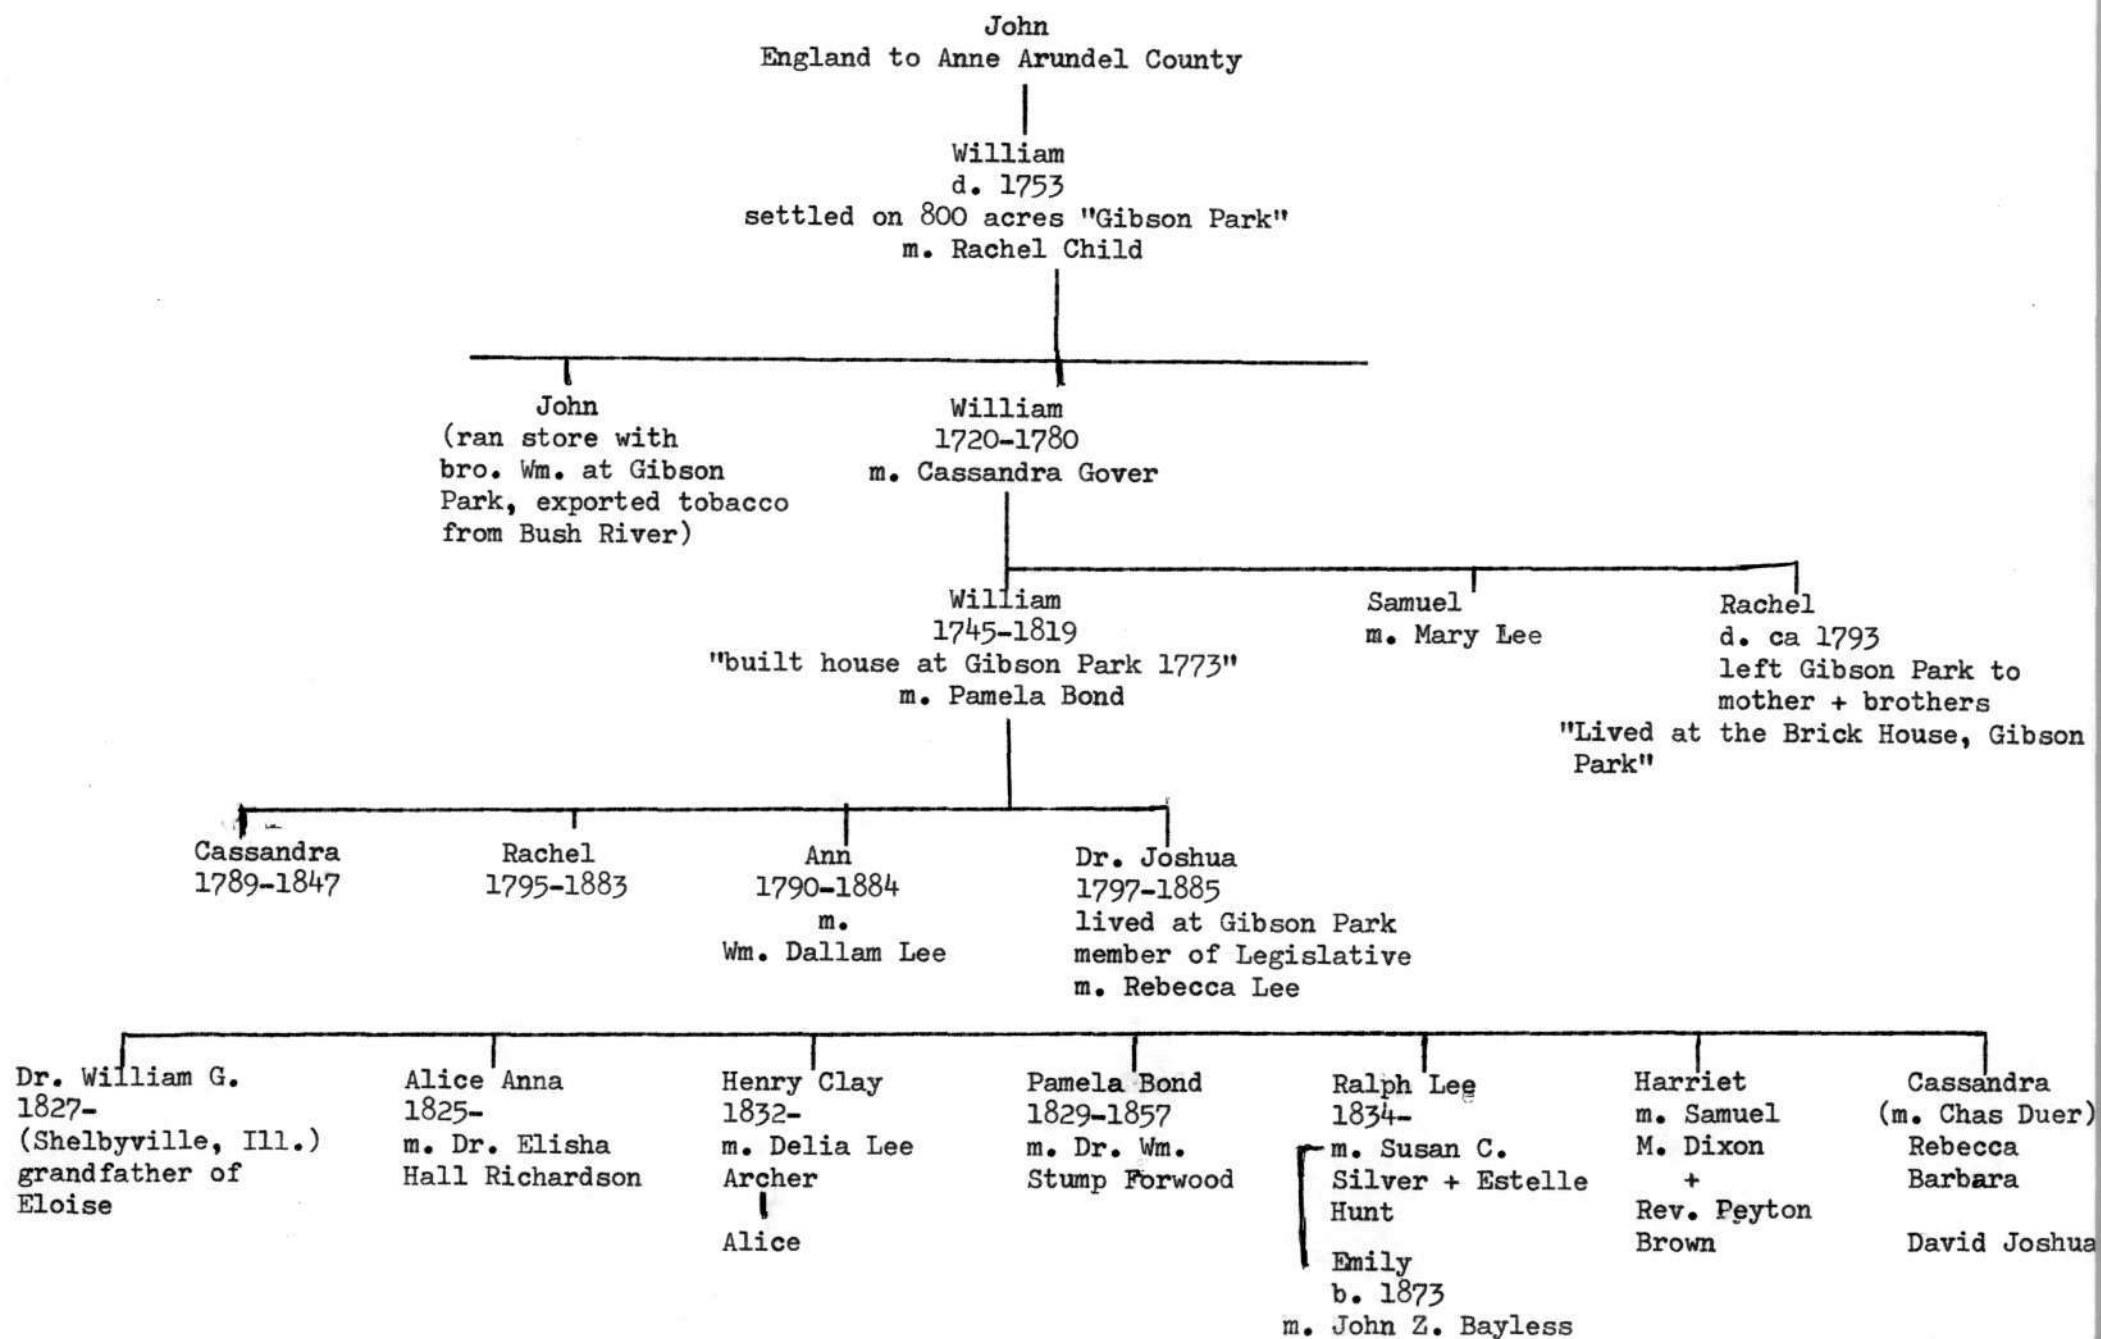 John
England to Anne Arundel County
William
d. 1753
settled on 800 acres "Gibson Park"
m. Rachel Child
John
(ran store with
bro. Wm. at Gibson
Park, exported tobacco
from Bush River)
William
1720-1780
m. Cassandra Gover
William
1745-1819
"built house at Gibson Park 1773"
m. Pamela Bond
Samuel
m. Mary Lee
Rachel
d. ca 1793
left Gibson Park to
mother + brothers
"Lived at the Brick House, Gibson
Park"
Cassandra
1789-1847
Rachel
1795-1883
Ann
1790-1884
m.
Wm. Dallam Lee
Dr. Joshua
1797-1885
lived at Gibson Park
member of Legislative
m. Rebecca Lee
Dr. William G.
1827-
(Shelbyville, Ill.)
grandfather of
Eloise
Alice Anna
1825-
m. Dr. Elisha
Hall Richardson
Henry Clay
1832-
m. Delia Lee
Archer
Alice
Pamela Bond
1829-1857
m. Dr. Wm.
Stump Forwood
Ralph Lee
1834-
m. Susan C.
Silver + Estelle
Hunt
Emily
b. 1873
m. John Z. Bayless
Harriet
m. Samuel
M. Dixon
+
Rev. Peyton
Brown
Cassandra
(m. Chas Duer)
Rebecca
Barbara
David Joshua